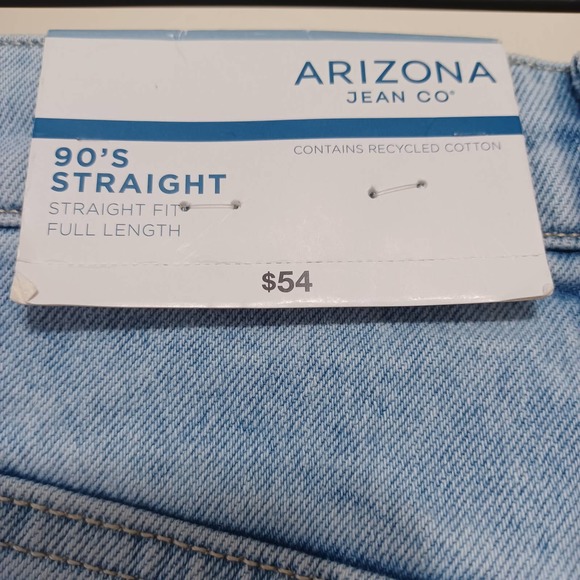 ARIZONA
JEAN CO®
90'S
STRAIGHT
CONTAINS RECYCLED COTTON
STRAIGHT FIT
FULL LENGTH
$54